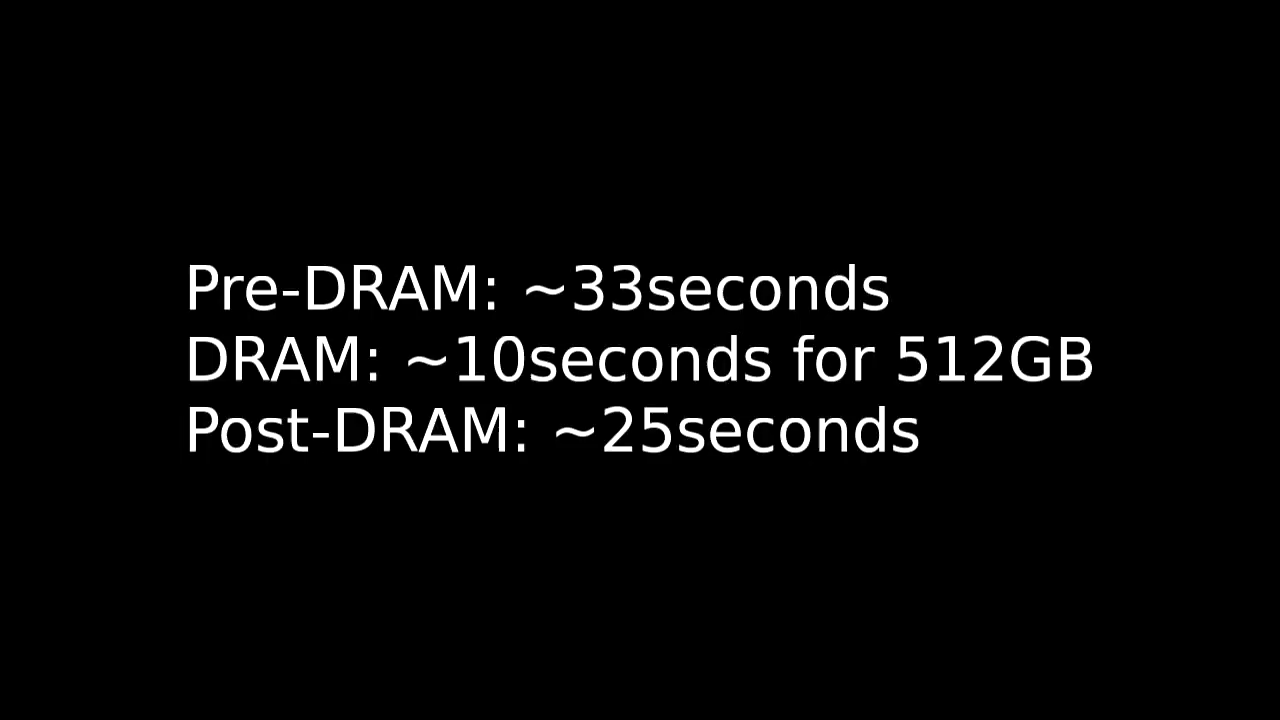 Pre-DRAM: ~33seconds
DRAM: ~10seconds for 512GB
Post-DRAM: ~25seconds